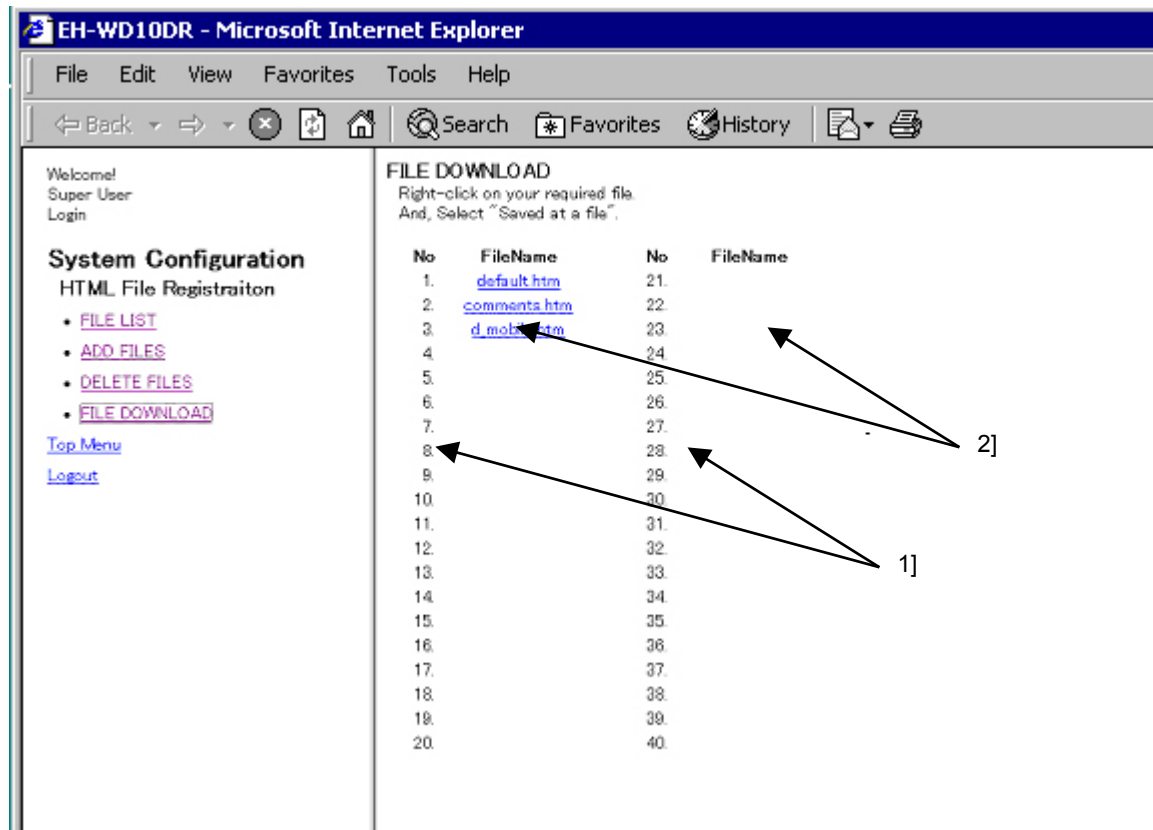 EH-WD10DR - Microsoft Internet Explorer
File Edit View Favorites Tools Help
Back Search Favorites History
Welcome!
Super User
Login
System Configuration
HTML File Registraiton
• FILE LIST
• ADD FILES
• DELETE FILES
• FILE DOWNLOAD
Top Menu
Logout
FILE DOWNLOAD
Right-click on your required file.
And, Select "Saved at a file".
No FileName No FileName
1. default.htm 21.
2. comments.htm 22.
3. d_mobile.htm 23.
4. 24.
5. 25.
6. 26.
7. 27.
8. 28.
9. 29.
10. 30.
11. 31.
12. 32.
13. 33.
14. 34.
15. 35.
16. 36.
17. 37.
18. 38.
19. 39.
20. 40.
2]
1]